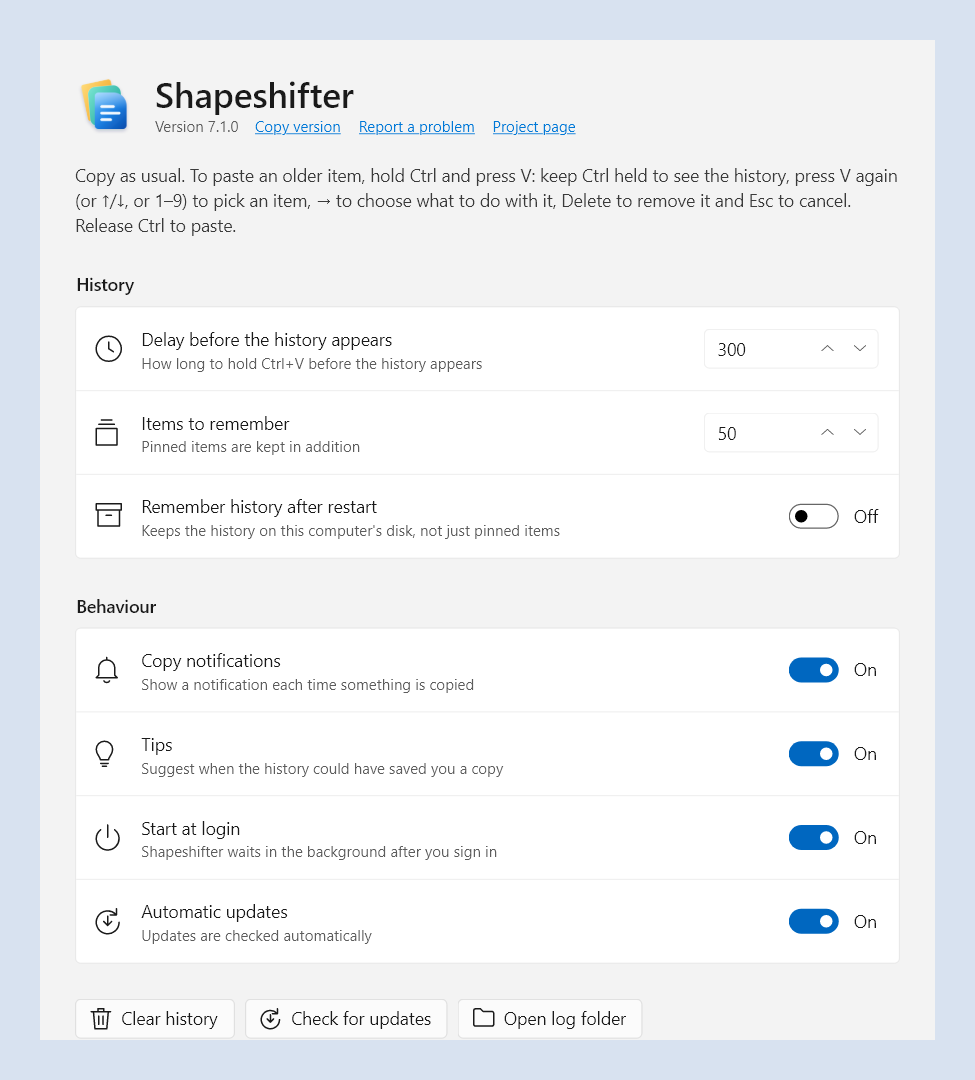 Shapeshifter
Version 7.1.0 Copy version Report a problem Project page
Copy as usual. To paste an older item, hold Ctrl and press V: keep Ctrl held to see the history, press V again
(or ↑/↓, or 1–9) to pick an item, → to choose what to do with it, Delete to remove it and Esc to cancel.
Release Ctrl to paste.
History
Delay before the history appears
How long to hold Ctrl+V before the history appears
300
Items to remember
Pinned items are kept in addition
50
Remember history after restart
Keeps the history on this computer's disk, not just pinned items
Off
Behaviour
Copy notifications
Show a notification each time something is copied
On
Tips
Suggest when the history could have saved you a copy
On
Start at login
Shapeshifter waits in the background after you sign in
On
Automatic updates
Updates are checked automatically
On
Clear history Check for updates Open log folder